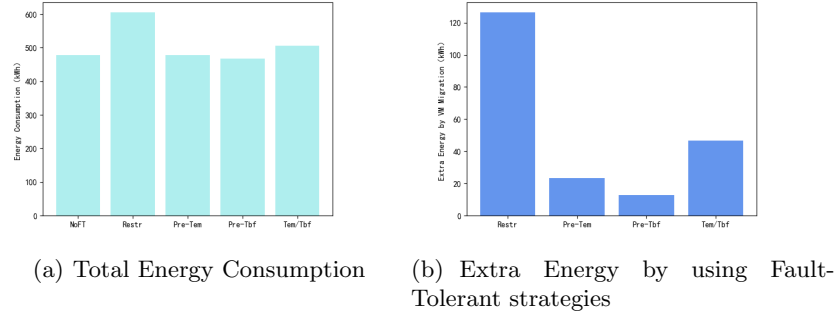 600
500
400
300
200
100
0
Energy Consumption (kWh)
NoFT Restr Pre-Tem Pre-Tbf Tem/Tbf
120
100
80
60
40
20
0
Extra Energy by VM Migration (kWh)
Restr Pre-Tem Pre-Tbf Tem/Tbf
(a) Total Energy Consumption
(b) Extra Energy by using Fault-
Tolerant strategies